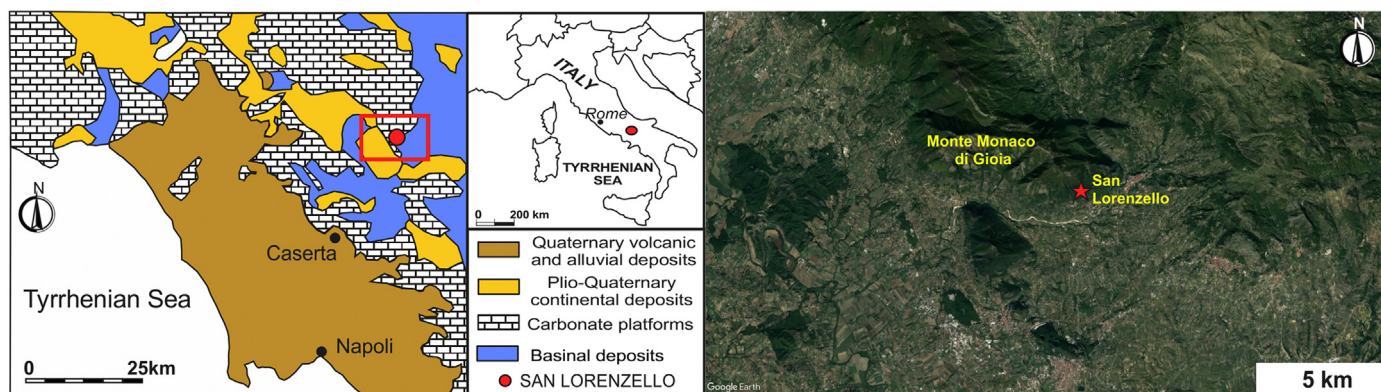 N
Caserta
Tyrrhenian Sea
Napoli
0 25km
ITALY
Rome
TYRRHENIAN
SEA
0 200 km
Quaternary volcanic
and alluvial deposits
Plio-Quaternary
continental deposits
Carbonate platforms
Basinal deposits
SAN LORENZELLO
N
Monte Monaco
di Gioia
San
Lorenzello
Google Earth
5 km